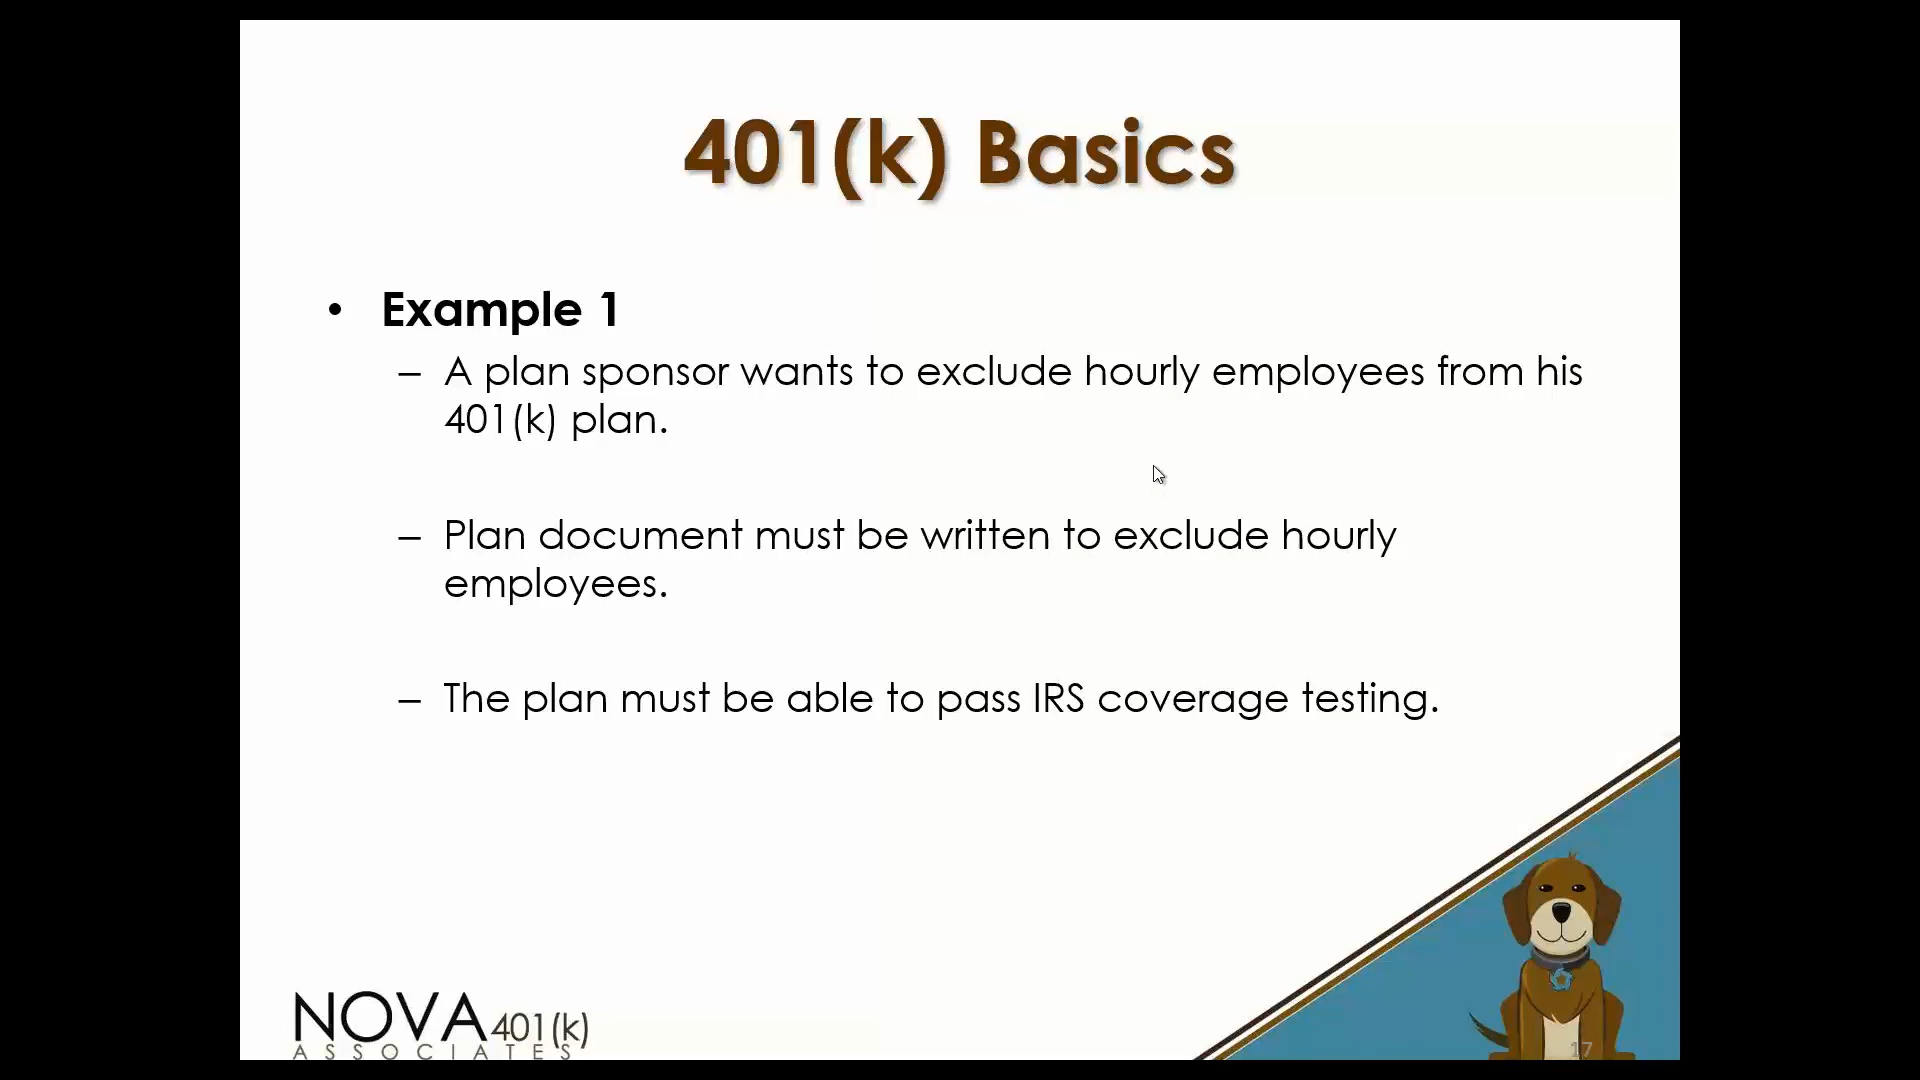 401(k) Basics
• Example 1
– A plan sponsor wants to exclude hourly employees from his
401(k) plan.
– Plan document must be written to exclude hourly
employees.
– The plan must be able to pass IRS coverage testing.
NOVA 401(k)
ASSOCIATES
17